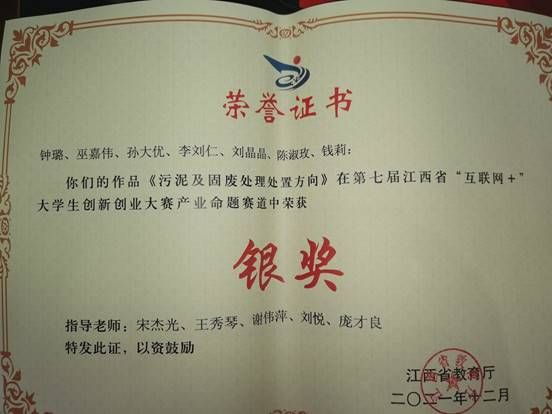 荣誉证书
钟璐、巫嘉伟、孙大优、李刘仁、刘晶晶、陈淑玫、钱莉：
你们的作品《污泥及固废处理处置方向》在第七届江西省“互联网+”
大学生创新创业大赛产业命题赛道中荣获
银奖
指导老师：宋杰光、王秀琴、谢伟萍、刘悦、庞才良
特发此证，以资鼓励
江西省教育厅
二〇二一年十二月